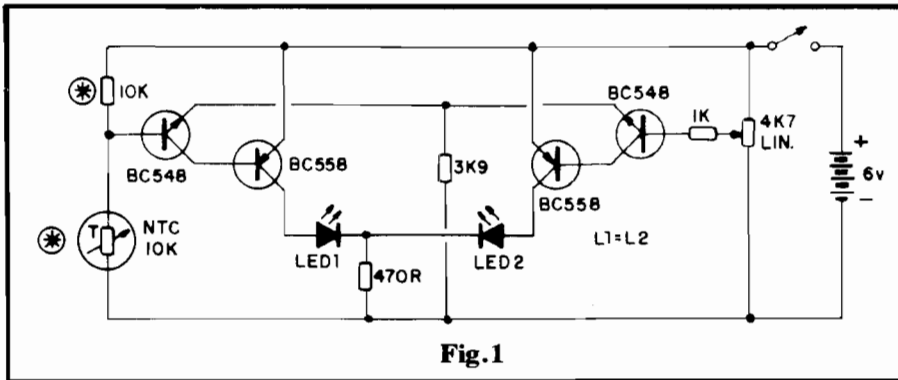 10K
BC548
BC558
NTC
10K
T
LED1
470R
3K9
LED2
BC548
BC558
L1=L2
1K
4K7
LIN.
+
6v
-
Fig.1